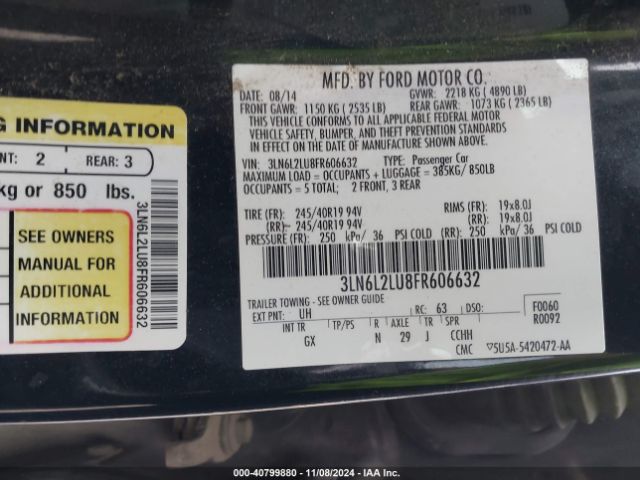 G INFORMATION
NT: 2 REAR: 3
kg or 850 lbs.
SEE OWNERS
MANUAL FOR
ADDITIONAL
INFORMATION
3LN6L2LU8FR606632
MFD. BY FORD MOTOR CO.
DATE: 08/14 GVWR: 2218 KG ( 4890 LB)
FRONT GAWR: 1150 KG ( 2535 LB) REAR GAWR: 1073 KG ( 2365 LB)
THIS VEHICLE CONFORMS TO ALL APPLICABLE FEDERAL MOTOR
VEHICLE SAFETY, BUMPER, AND THEFT PREVENTION STANDARDS
IN EFFECT ON THE DATE OF MANUFACTURE SHOWN ABOVE.
VIN: 3LN6L2LU8FR606632 TYPE: Passenger Car
MAXIMUM LOAD = OCCUPANTS + LUGGAGE = 385KG/ 850LB
OCCUPANTS = 5 TOTAL; 2 FRONT, 3 REAR
TIRE (FR): 245/40R19 94V RIMS (FR): 19x8.0J
(RR): 245/40R19 94V (RR): 19x8.0J
PRESSURE (FR): 250 kPa/ 36 PSI COLD (RR): 250 kPa/ 36 PSI COLD
3LN6L2LU8FR606632
TRAILER TOWING - SEE OWNER GUIDE
EXT PNT: UH RC: 63 DSO: F0060
R0092
INT TR TP/PS R AXLE TR SPR
GX N 29 J CCHH
CMC ▽5U5A-5420472-AA
000-40799880 - 11/08/2024 - IAA Inc.